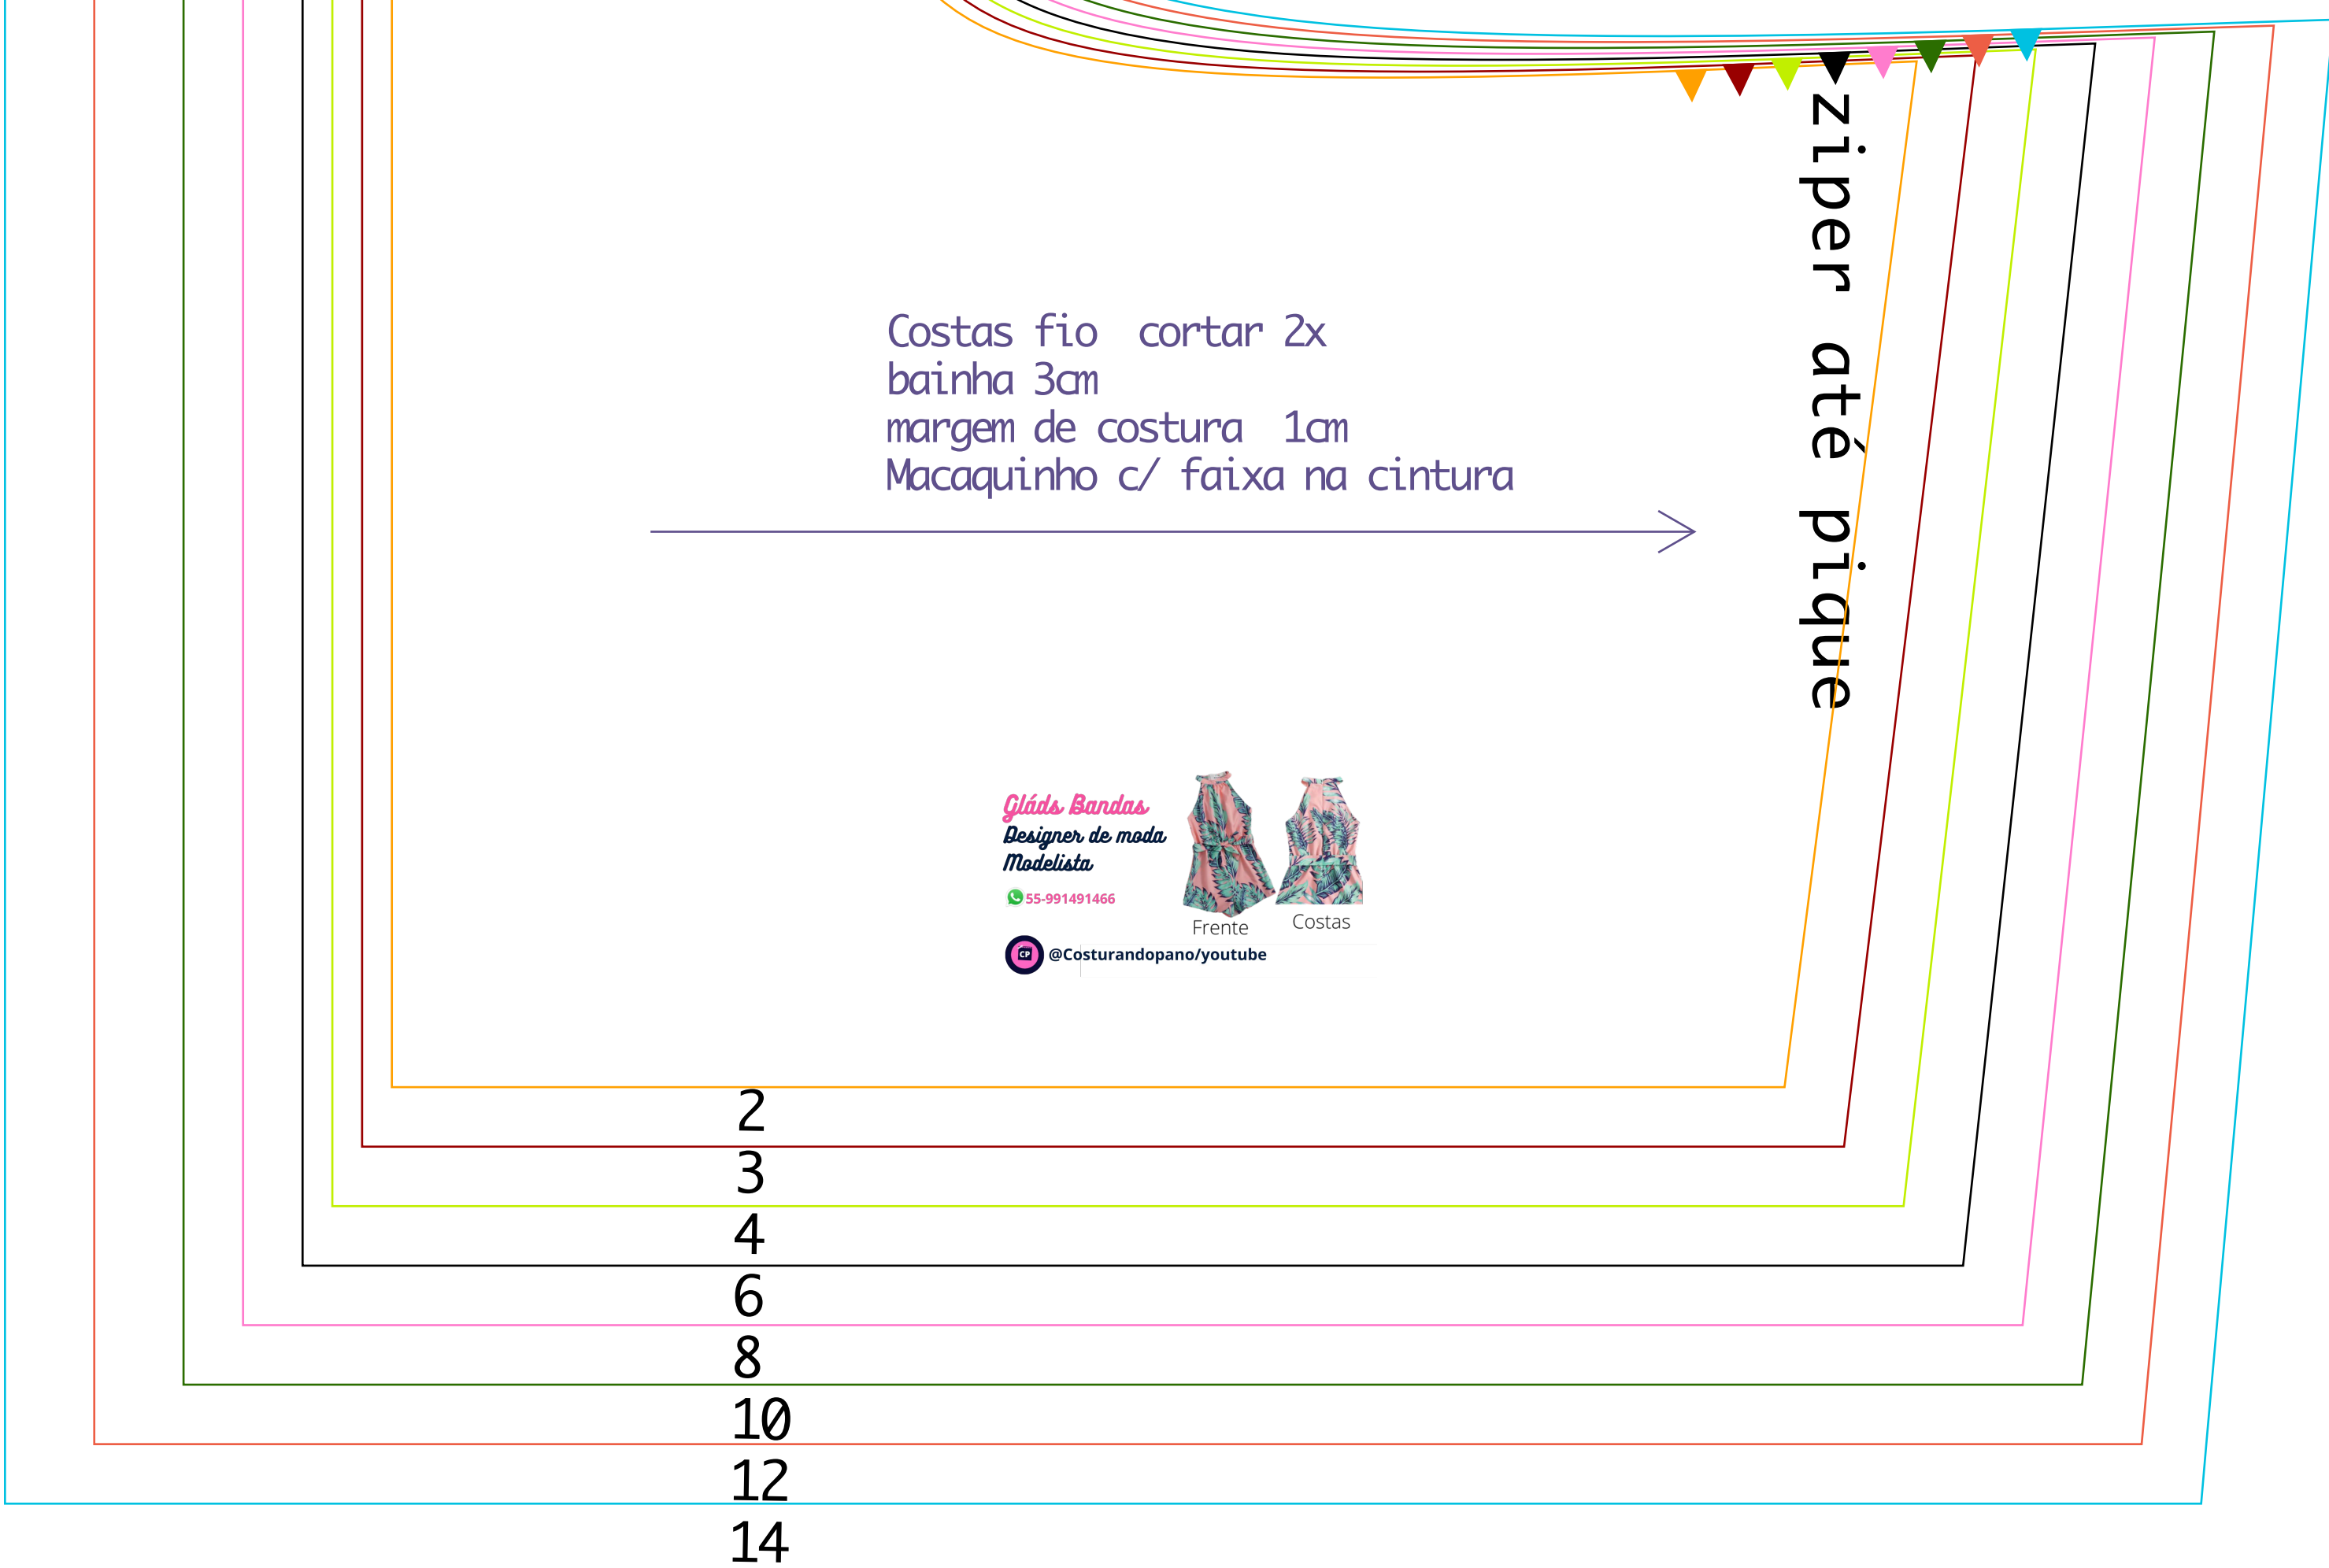 Costas fio  cortar 2x
bainha 3cm
margem de costura  1cm
Macaquinho c/ faixa na cintura
ziper até pique
Gláds Bandas
Designer de moda
Modelista
55-991491466
Frente
Costas
CP
@Costurandopano/youtube
2
3
4
6
8
10
12
14